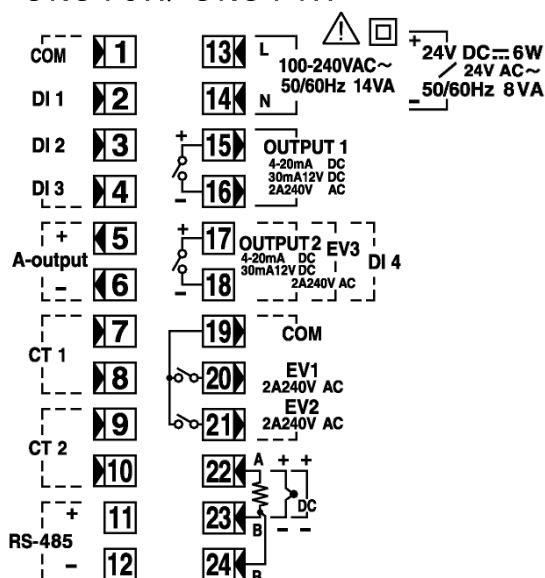 COM 1 13 L
100-240VAC~
50/60Hz 14VA
+ 24V DC⎓6W
/ 24V AC~
50/60Hz 8VA
−
DI 1 2 14 N
DI 2 3 + 15 OUTPUT 1
4-20mA DC
30mA12V DC
2A240V AC
DI 3 4 − 16
+ 5 + 17 OUTPUT2 EV3 DI 4
A-output
4-20mA DC
30mA12V DC
2A240V AC
− 6 − 18
7 19 COM
CT 1
8 20 EV1
2A240V AC
9 21 EV2
2A240V AC
CT 2
10 22 A + +
DC
11 23 B − −
+
RS-485
− 12 24 B